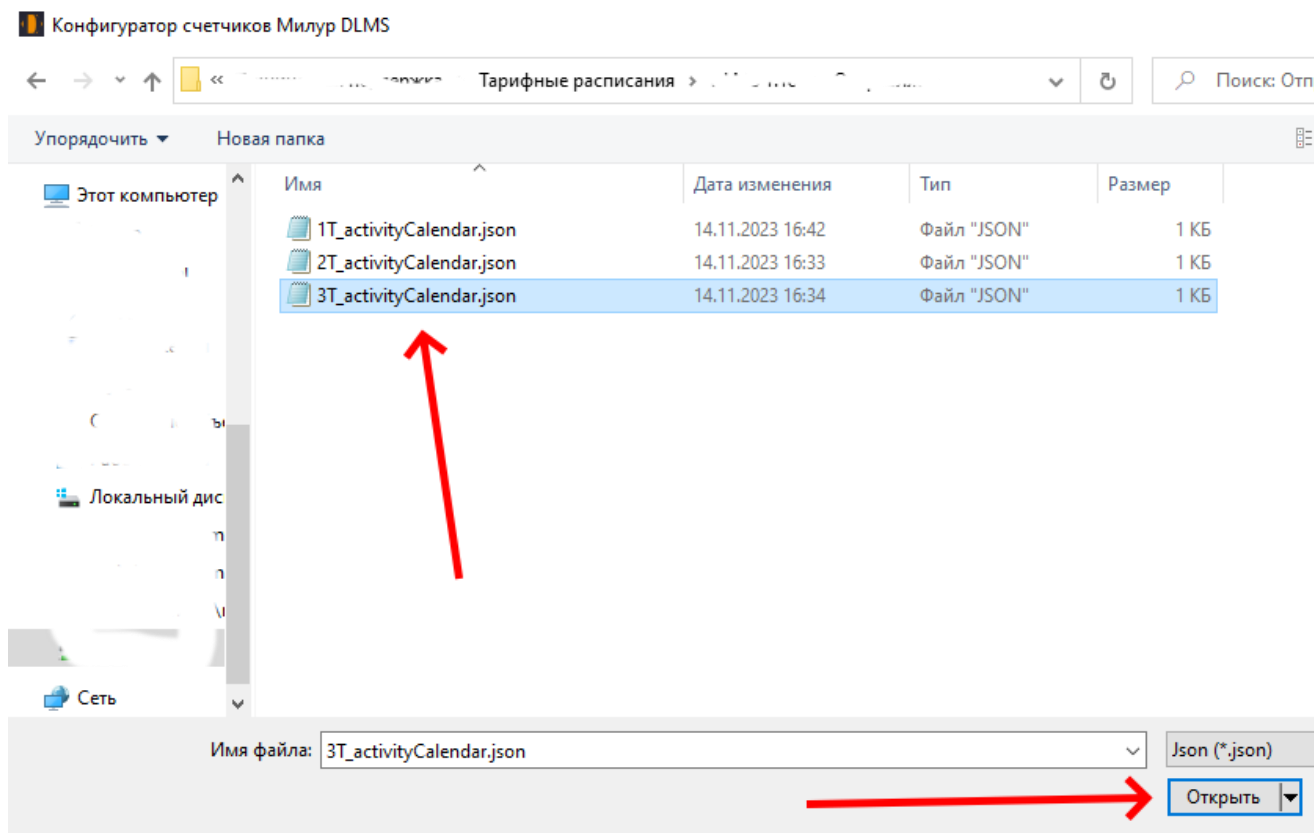 Конфигуратор счетчиков Милур DLMS
Тарифные расписания
Поиск: Отп
Упорядочить
Новая папка
Этот компьютер
Имя
Дата изменения
Тип
Размер
1T_activityCalendar.json 14.11.2023 16:42 Файл "JSON" 1 КБ
2T_activityCalendar.json 14.11.2023 16:33 Файл "JSON" 1 КБ
3T_activityCalendar.json 14.11.2023 16:34 Файл "JSON" 1 КБ
Локальный дис
Сеть
Имя файла: 3T_activityCalendar.json
Json (*.json)
Открыть